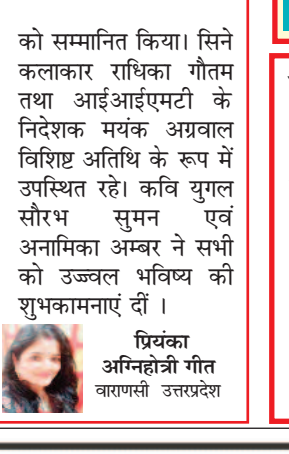 को सम्मानित किया। सिने
कलाकार राधिका गौतम
तथा आईआईएमटी के
निदेशक मयंक अग्रवाल
विशिष्ट अतिथि के रूप में
उपस्थित रहे। कवि युगल
सौरभ सुमन एवं
अनामिका अम्बर ने सभी
को उज्ज्वल भविष्य की
शुभकामनाएं दीं ।
प्रियंका
अग्निहोत्री गीत
वाराणसी उत्तरप्रदेश